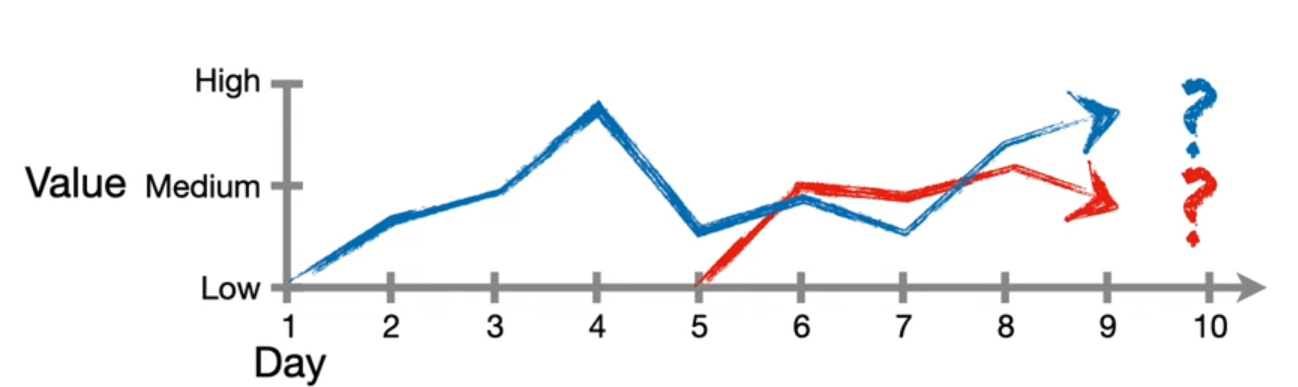 High
?
Value Medium
?
Low
1 2 3 4 5 6 7 8 9 10
Day